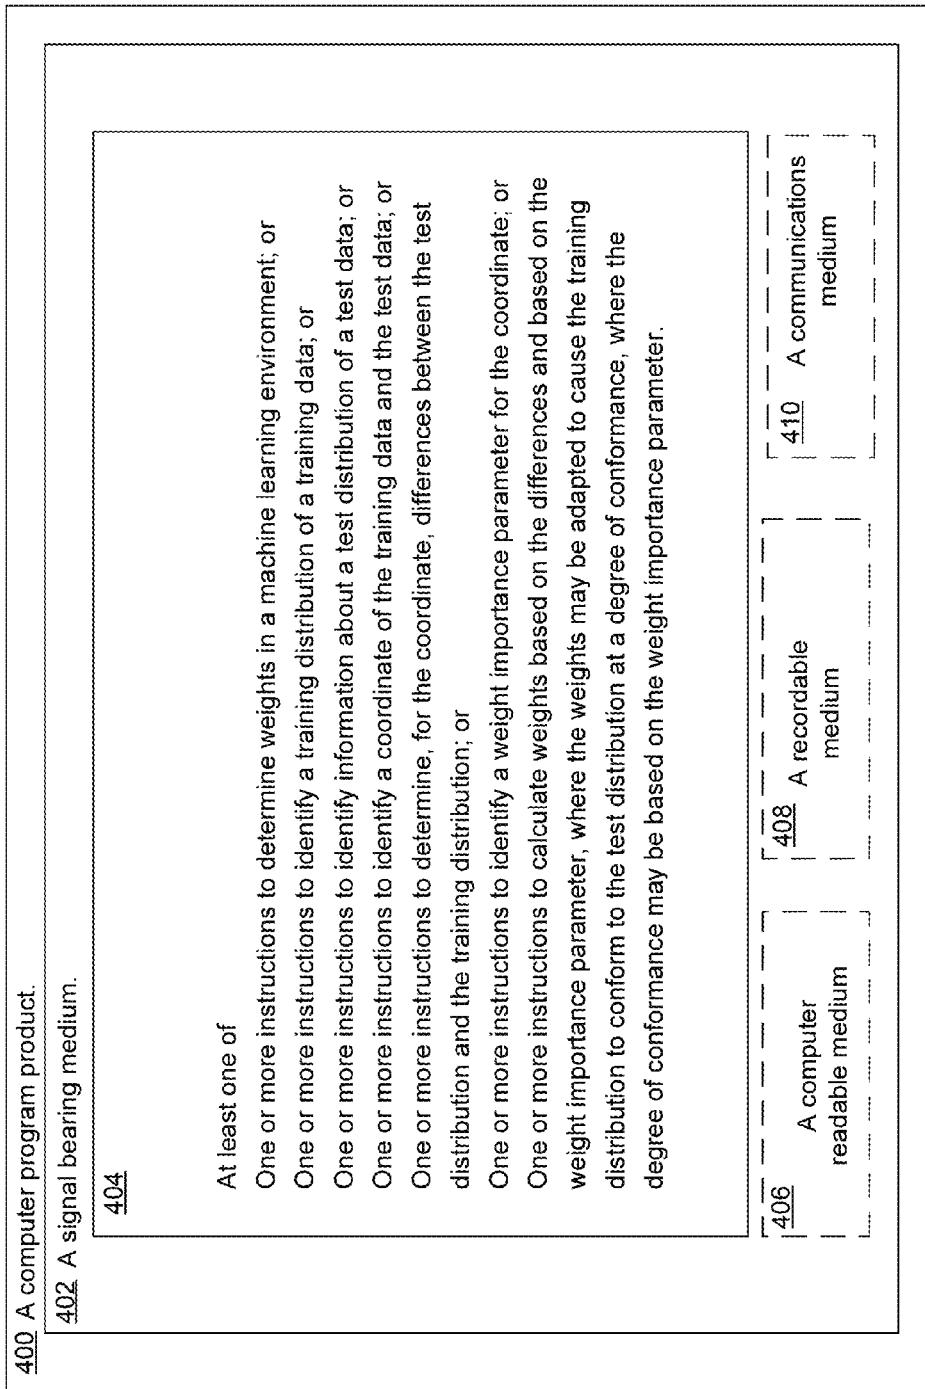 400 A computer program product.
402 A signal bearing medium.
404
At least one of
One or more instructions to determine weights in a machine learning environment; or
One or more instructions to identify a training distribution of a training data; or
One or more instructions to identify information about a test distribution of a test data; or
One or more instructions to identify a coordinate of the training data and the test data; or
One or more instructions to determine, for the coordinate, differences between the test
distribution and the training distribution; or
One or more instructions to identify a weight importance parameter for the coordinate; or
One or more instructions to calculate weights based on the differences and based on the
weight importance parameter, where the weights may be adapted to cause the training
distribution to conform to the test distribution at a degree of conformance, where the
degree of conformance may be based on the weight importance parameter.
406 A computer
readable medium
408 A recordable
medium
410 A communications
medium